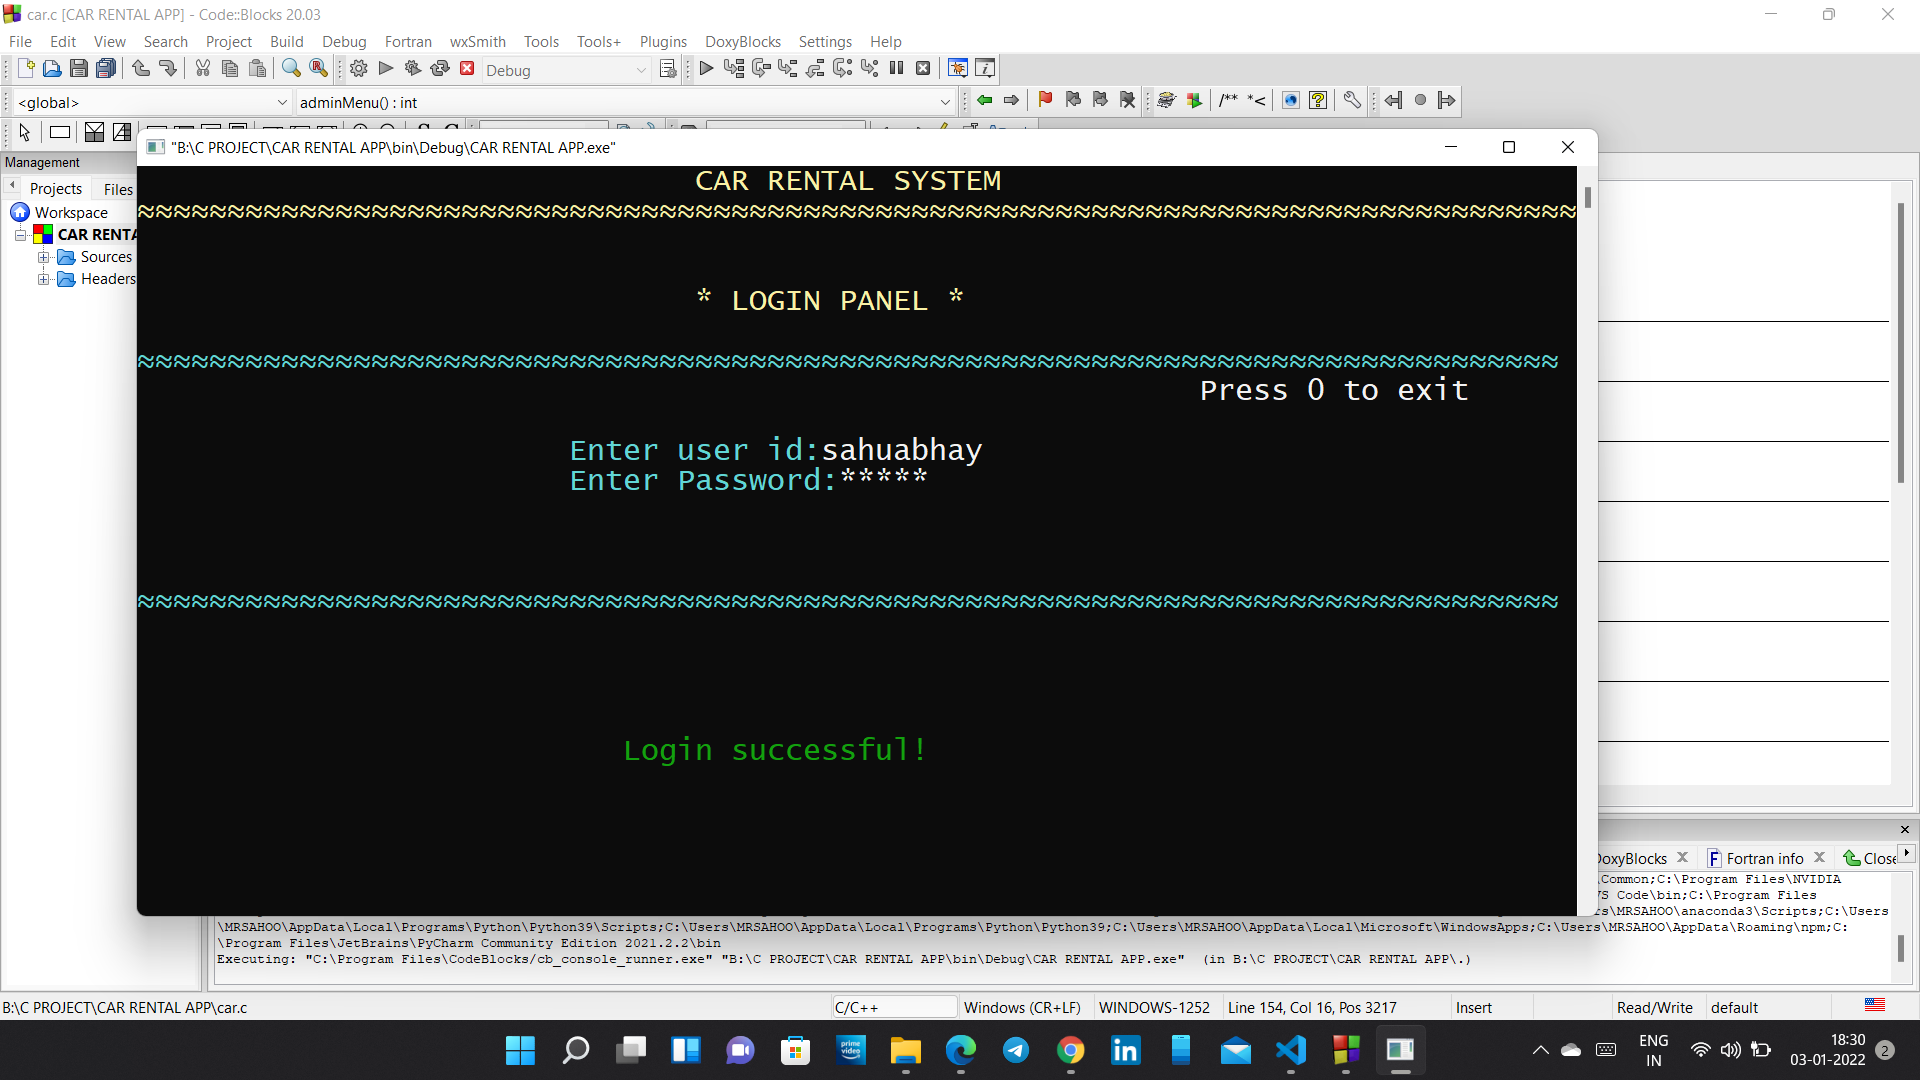 car.c [CAR RENTAL APP] - Code::Blocks 20.03
File Edit View Search Project Build Debug Fortran wxSmith Tools Tools+ Plugins DoxyBlocks Settings Help
Debug
<global> adminMenu() : int /** *<
Management
Projects Files
Workspace
CAR RENTA
Sources
Headers
"B:\C PROJECT\CAR RENTAL APP\bin\Debug\CAR RENTAL APP.exe"
CAR RENTAL SYSTEM
≈≈≈≈≈≈≈≈≈≈≈≈≈≈≈≈≈≈≈≈≈≈≈≈≈≈≈≈≈≈≈≈≈≈≈≈≈≈≈≈≈≈≈≈≈≈≈≈≈≈≈≈≈≈≈≈≈≈≈≈≈≈≈≈≈≈≈≈≈≈≈≈≈≈≈≈≈≈≈≈
* LOGIN PANEL *
≈≈≈≈≈≈≈≈≈≈≈≈≈≈≈≈≈≈≈≈≈≈≈≈≈≈≈≈≈≈≈≈≈≈≈≈≈≈≈≈≈≈≈≈≈≈≈≈≈≈≈≈≈≈≈≈≈≈≈≈≈≈≈≈≈≈≈≈≈≈≈≈≈≈≈≈≈≈≈
Press 0 to exit
Enter user id:sahuabhay
Enter Password:*****
≈≈≈≈≈≈≈≈≈≈≈≈≈≈≈≈≈≈≈≈≈≈≈≈≈≈≈≈≈≈≈≈≈≈≈≈≈≈≈≈≈≈≈≈≈≈≈≈≈≈≈≈≈≈≈≈≈≈≈≈≈≈≈≈≈≈≈≈≈≈≈≈≈≈≈≈≈≈≈
Login successful!
DoxyBlocks Fortran info Close
\Common;C:\Program Files\NVIDIA
VS Code\bin;C:\Program Files
s\MRSAHOO\anaconda3\Scripts;C:\Users
\MRSAHOO\AppData\Local\Programs\Python\Python39\Scripts;C:\Users\MRSAHOO\AppData\Local\Programs\Python\Python39;C:\Users\MRSAHOO\AppData\Local\Microsoft\WindowsApps;C:\Users\MRSAHOO\AppData\Roaming\npm;C:
\Program Files\JetBrains\PyCharm Community Edition 2021.2.2\bin
Executing: "C:\Program Files\CodeBlocks/cb_console_runner.exe" "B:\C PROJECT\CAR RENTAL APP\bin\Debug\CAR RENTAL APP.exe" (in B:\C PROJECT\CAR RENTAL APP\.)
B:\C PROJECT\CAR RENTAL APP\car.c C/C++ Windows (CR+LF) WINDOWS-1252 Line 154, Col 16, Pos 3217 Insert Read/Write default
prime video
in
ENG
IN
18:30
03-01-2022
2